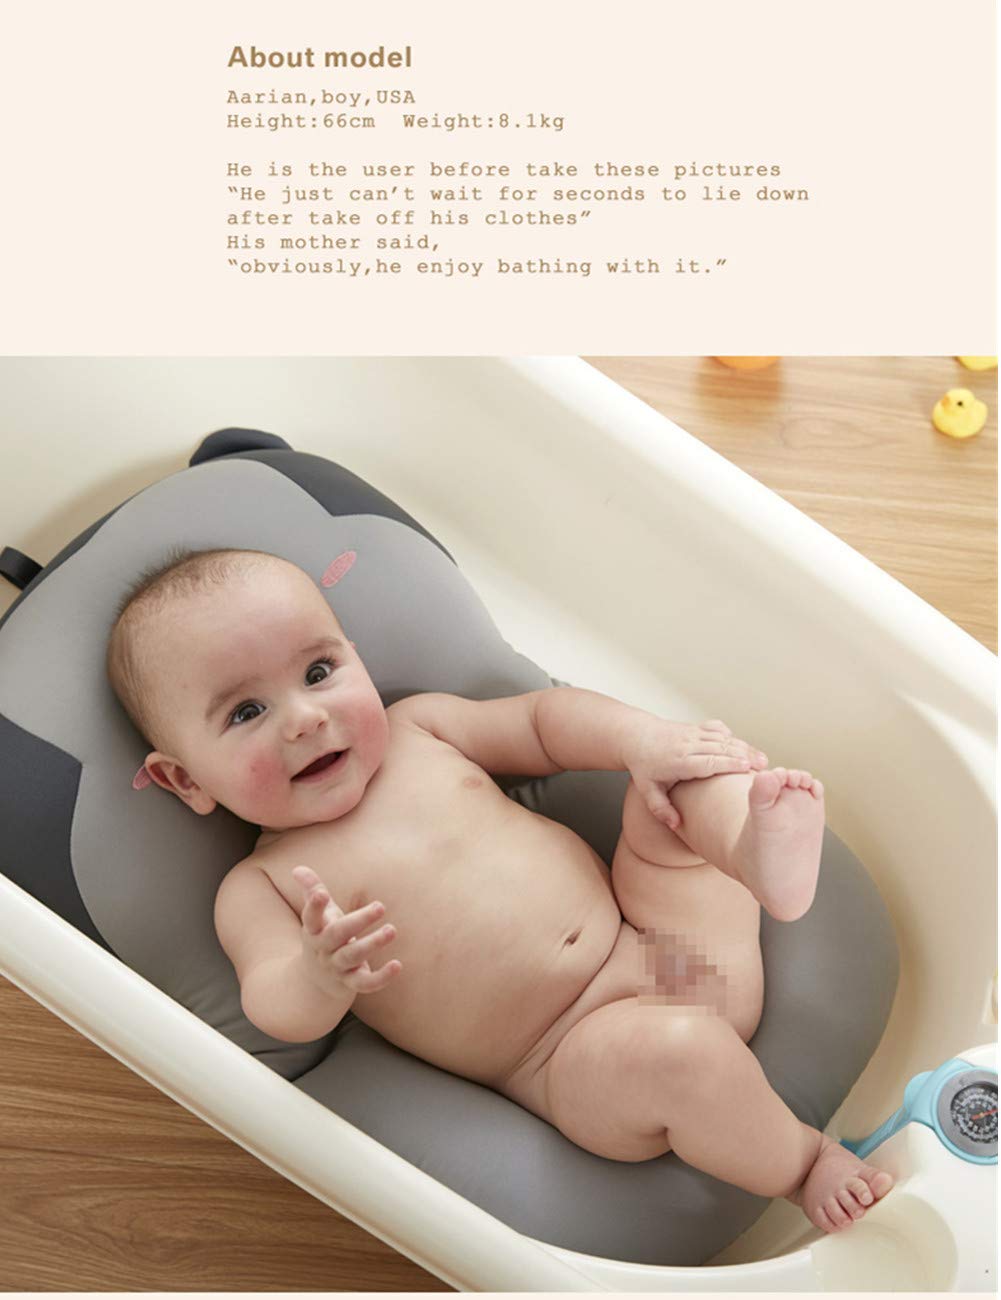 About model
Aarian,boy,USA
Height:66cm Weight:8.1kg
He is the user before take these pictures
“He just can’t wait for seconds to lie down
after take off his clothes”
His mother said,
“obviously,he enjoy bathing with it.”